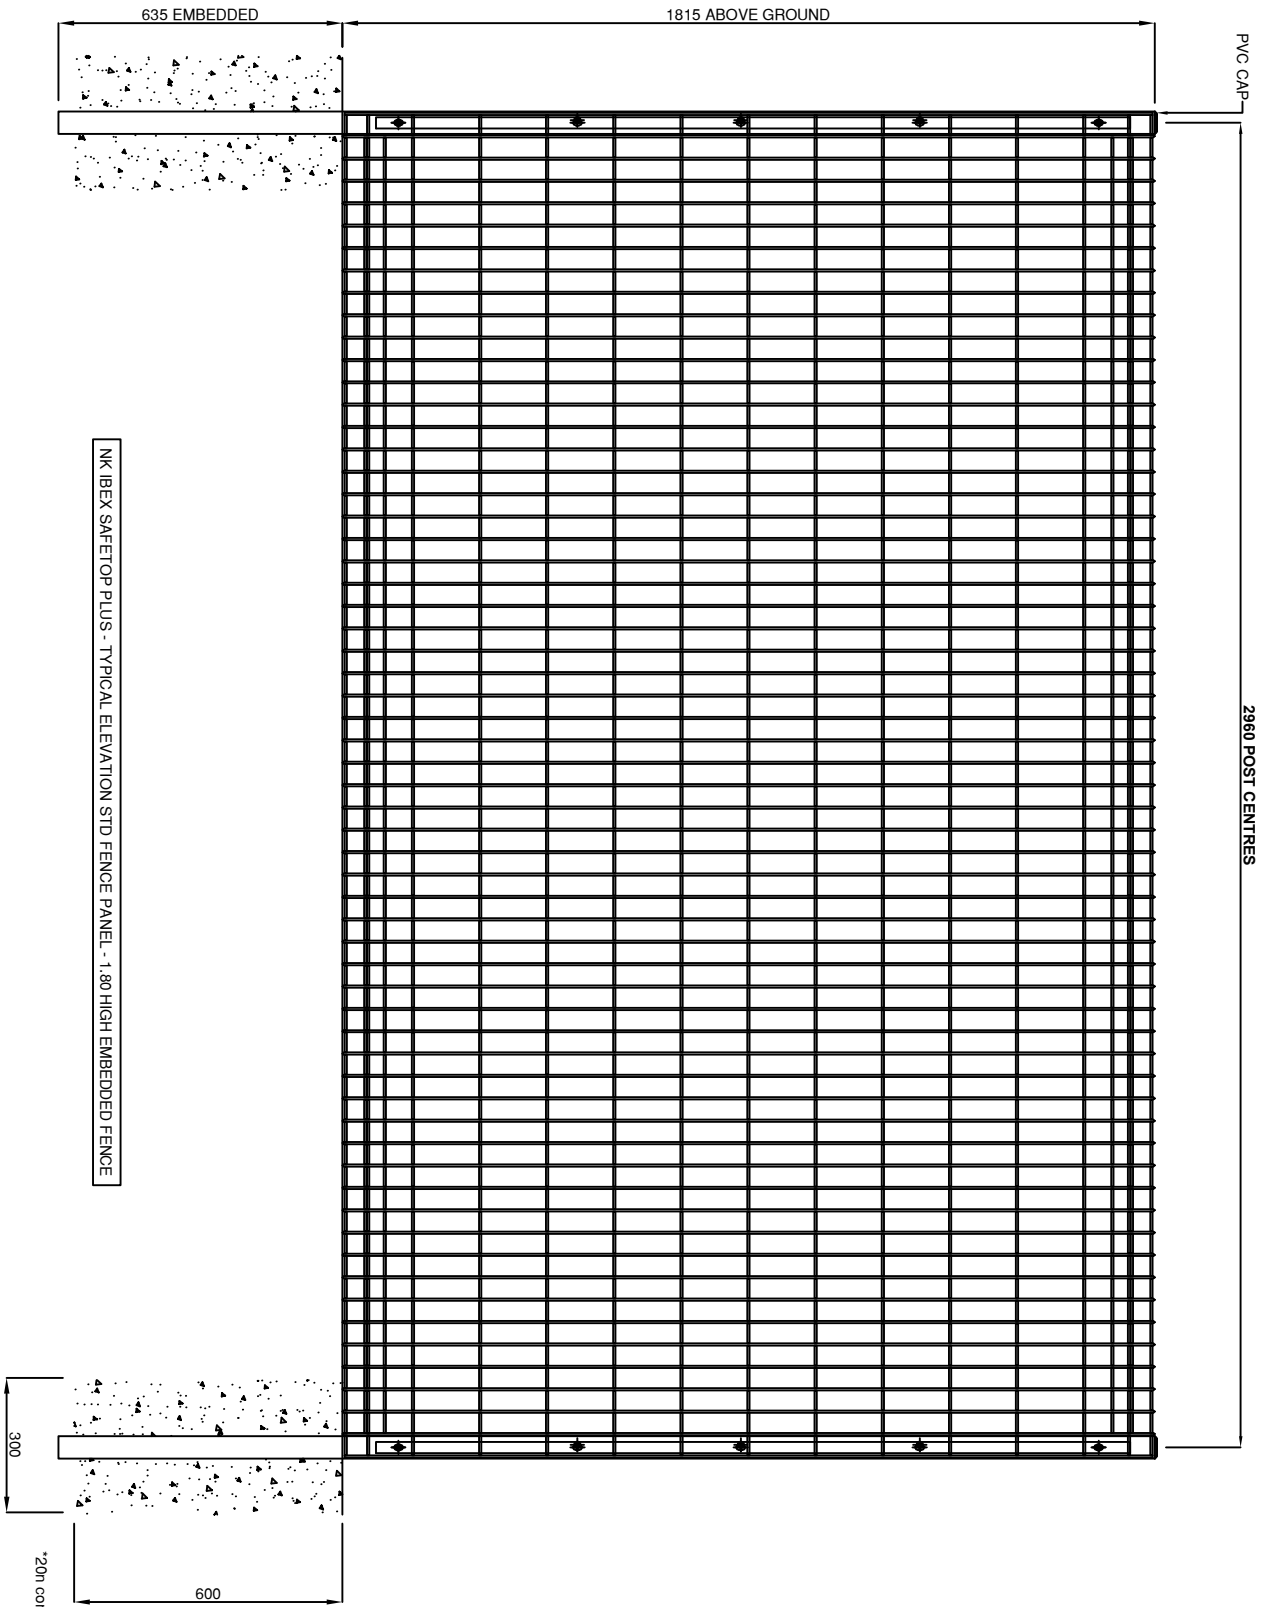 635 EMBEDDED
1815 ABOVE GROUND
PVC CAP
2960 POST CENTRES
NK IBEX SAFETOP PLUS - TYPICAL ELEVATION STD FENCE PANEL - 1.80 HIGH EMBEDDED FENCE
300
600
*20n